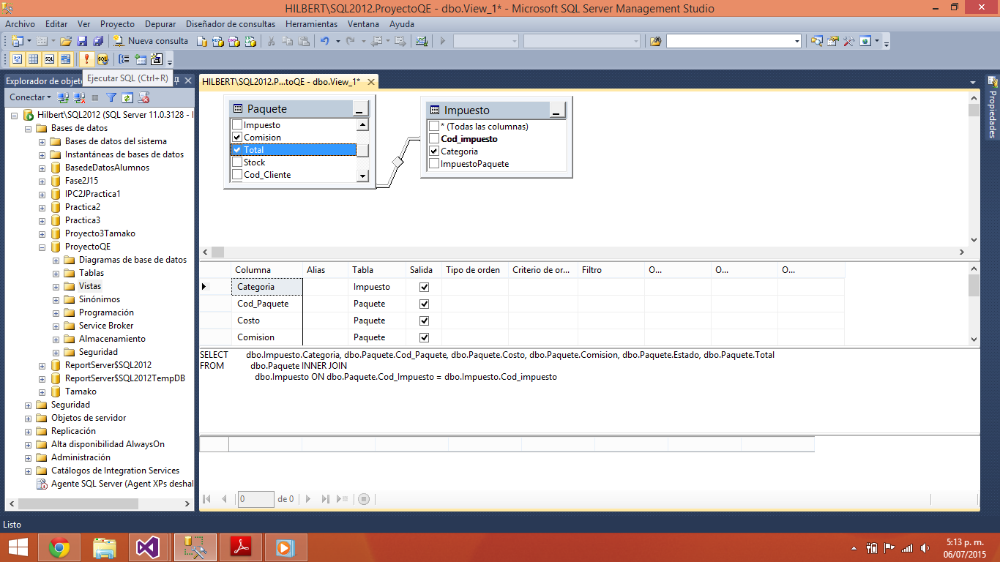 HILBERT\SQL2012.ProyectoQE - dbo.View_1* - Microsoft SQL Server Management Studio
Archivo Editar Ver Proyecto Depurar Diseñador de consultas Herramientas Ventana Ayuda
Nueva consulta
Ejecutar SQL (Ctrl+R)
Explorador de objeto
Conectar
Hilbert\SQL2012 (SQL Server 11.0.3128 - I
Bases de datos
Bases de datos del sistema
Instantáneas de bases de datos
BasedeDatosAlumnos
Fase2J15
IPC2JPractica1
Practica2
Practica3
Proyecto3Tamako
ProyectoQE
Diagramas de base de datos
Tablas
Vistas
Sinónimos
Programación
Service Broker
Almacenamiento
Seguridad
ReportServer$SQL2012
ReportServer$SQL2012TempDB
Tamako
Seguridad
Objetos de servidor
Replicación
Alta disponibilidad AlwaysOn
Administración
Catálogos de Integration Services
Agente SQL Server (Agent XPs deshal
HILBERT\SQL2012.P...toQE - dbo.View_1*
Paquete
Impuesto
Comision
Total
Stock
Cod_Cliente
Impuesto
* (Todas las columnas)
Cod_impuesto
Categoria
ImpuestoPaquete
Propiedades
Columna Alias Tabla Salida Tipo de orden Criterio de or... Filtro O... O... O...
Categoria Impuesto
Cod_Paquete Paquete
Costo Paquete
Comision Paquete
SELECT dbo.Impuesto.Categoria, dbo.Paquete.Cod_Paquete, dbo.Paquete.Costo, dbo.Paquete.Comision, dbo.Paquete.Estado, dbo.Paquete.Total
FROM dbo.Paquete INNER JOIN
dbo.Impuesto ON dbo.Paquete.Cod_Impuesto = dbo.Impuesto.Cod_impuesto
0 de 0
Listo
5:13 p. m.
06/07/2015